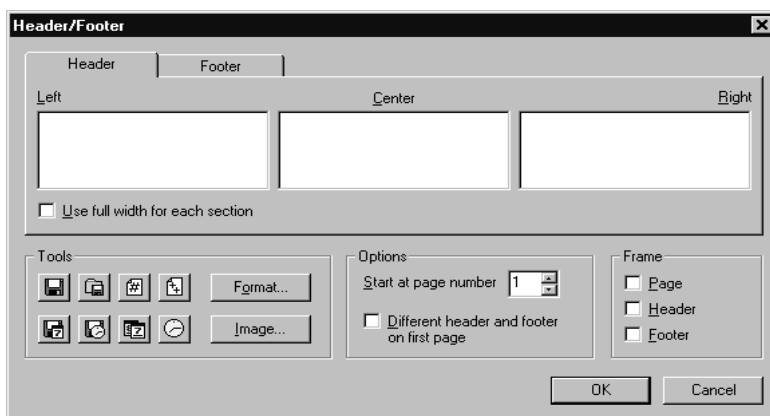 Header/Footer
Header Footer
Left Center Right
Use full width for each section
Tools Options Frame
Format... Start at page number 1 Page
Image... Different header and footer Header
on first page Footer
OK Cancel